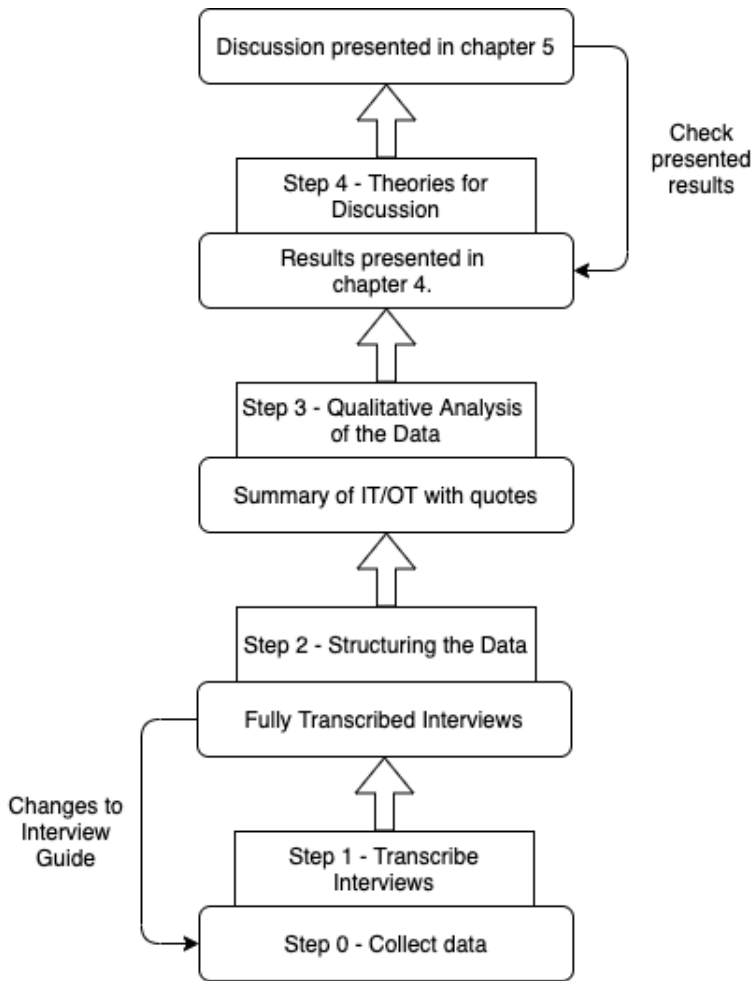 Discussion presented in chapter 5
Check
presented
results
Step 4 - Theories for
Discussion
Results presented in
chapter 4.
Step 3 - Qualitative Analysis
of the Data
Summary of IT/OT with quotes
Step 2 - Structuring the Data
Fully Transcribed Interviews
Changes to
Interview
Guide
Step 1 - Transcribe
Interviews
Step 0 - Collect data